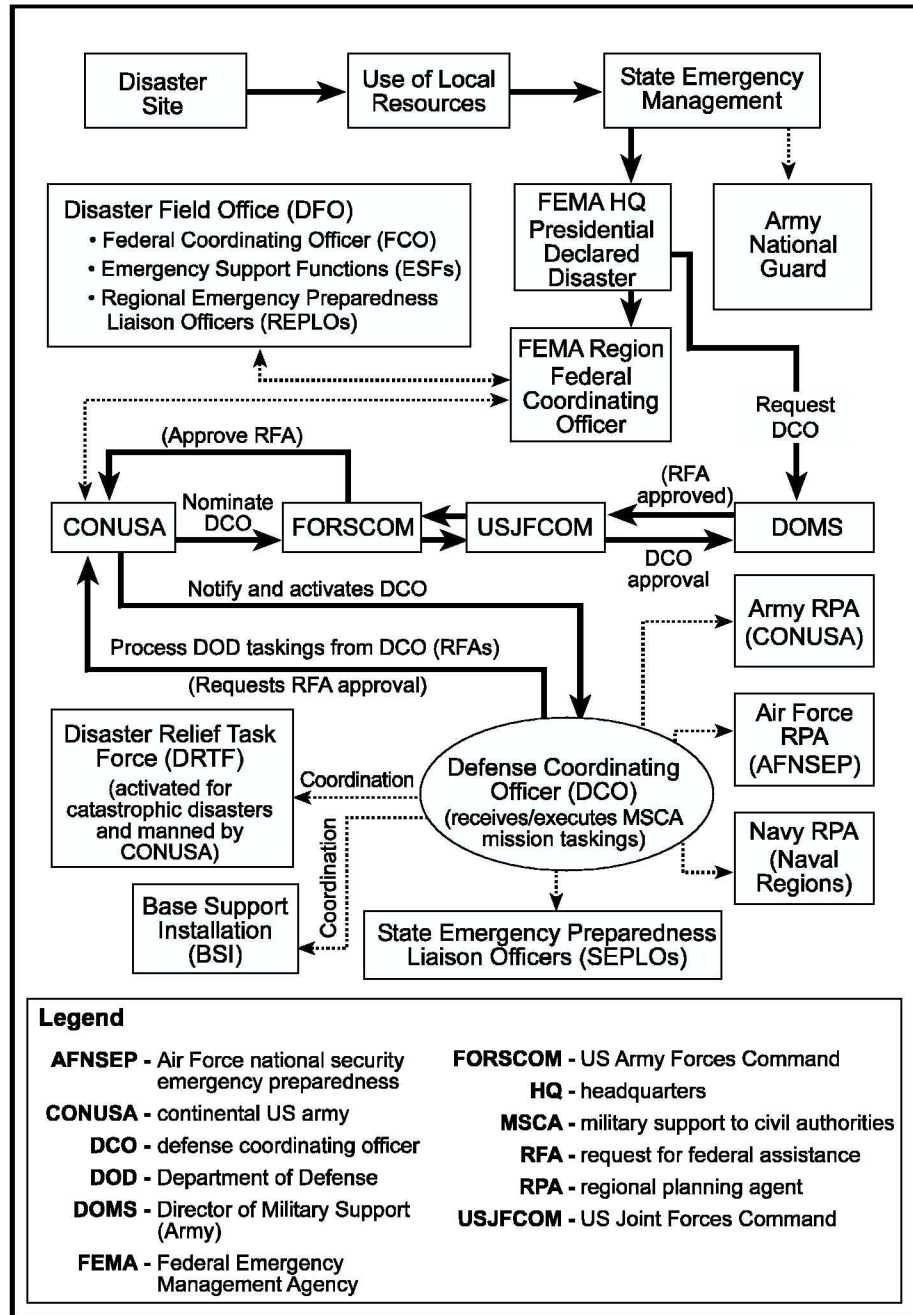 Disaster
Site
Use of Local
Resources
State Emergency
Management
Disaster Field Office (DFO)
• Federal Coordinating Officer (FCO)
• Emergency Support Functions (ESFs)
• Regional Emergency Preparedness
Liaison Officers (REPLOs)
FEMA HQ
Presidential
Declared
Disaster
Army
National
Guard
FEMA Region
Federal
Coordinating
Officer
Request
DCO
(Approve RFA)
(RFA
approved)
CONUSA
Nominate
DCO
FORSCOM
USJFCOM
DOMS
DCO
approval
Notify and activates DCO
Process DOD taskings from DCO (RFAs)
(Requests RFA approval)
Army RPA
(CONUSA)
Air Force
RPA
(AFNSEP)
Navy RPA
(Naval
Regions)
Disaster Relief Task
Force (DRTF)
(activated for
catastrophic disasters
and manned by
CONUSA)
Coordination
Defense Coordinating
Officer (DCO)
(receives/executes MSCA
mission taskings)
Coordination
Base Support
Installation
(BSI)
State Emergency Preparedness
Liaison Officers (SEPLOs)
Legend
AFNSEP - Air Force national security
emergency preparedness
CONUSA - continental US army
DCO - defense coordinating officer
DOD - Department of Defense
DOMS - Director of Military Support
(Army)
FEMA - Federal Emergency
Management Agency
FORSCOM - US Army Forces Command
HQ - headquarters
MSCA - military support to civil authorities
RFA - request for federal assistance
RPA - regional planning agent
USJFCOM - US Joint Forces Command